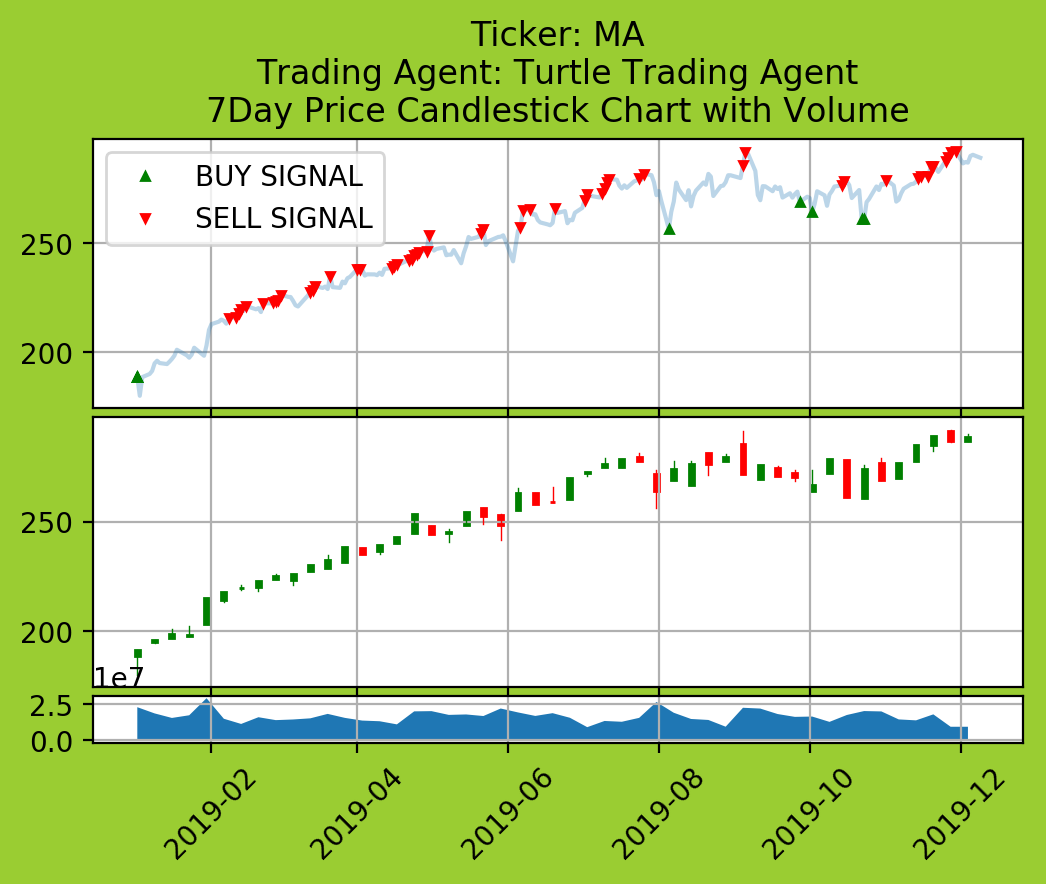 Ticker: MA
Trading Agent: Turtle Trading Agent
7Day Price Candlestick Chart with Volume
BUY SIGNAL
SELL SIGNAL
250
200
250
200
1e7
2.5
0.0
2019-02
2019-04
2019-06
2019-08
2019-10
2019-12